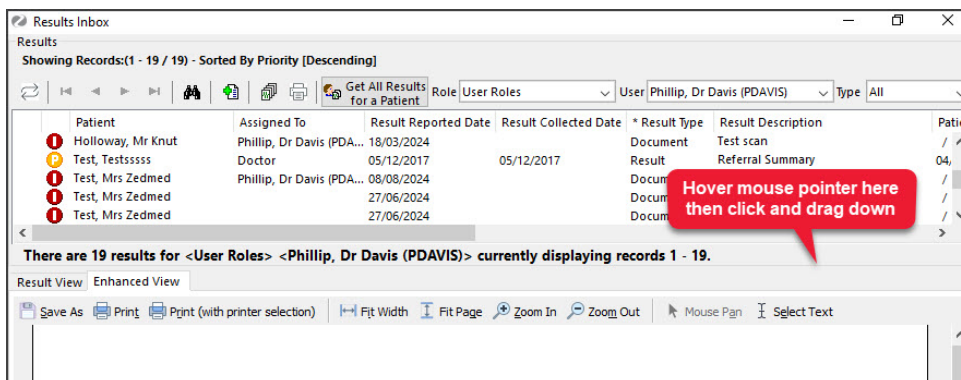 Results Inbox
Results
Showing Records:(1 - 19 / 19) - Sorted By Priority [Descending]
Get All Results for a Patient Role User Roles User Phillip, Dr Davis (PDAVIS) Type All
Patient Assigned To Result Reported Date Result Collected Date * Result Type Result Description
I Holloway, Mr Knut Phillip, Dr Davis (PDA... 18/03/2024 Document Test scan /
P Test, Testsssss Doctor 05/12/2017 05/12/2017 Result Referral Summary 04/
I Test, Mrs Zedmed Phillip, Dr Davis (PDA... 08/08/2024 /
I Test, Mrs Zedmed 27/06/2024 /
I Test, Mrs Zedmed 27/06/2024 /
Hover mouse pointer here
then click and drag down
There are 19 results for <User Roles> <Phillip, Dr Davis (PDAVIS)> currently displaying records 1 - 19.
Result View Enhanced View
Save As Print Print (with printer selection) Fit Width Fit Page Zoom In Zoom Out Mouse Pan Select Text